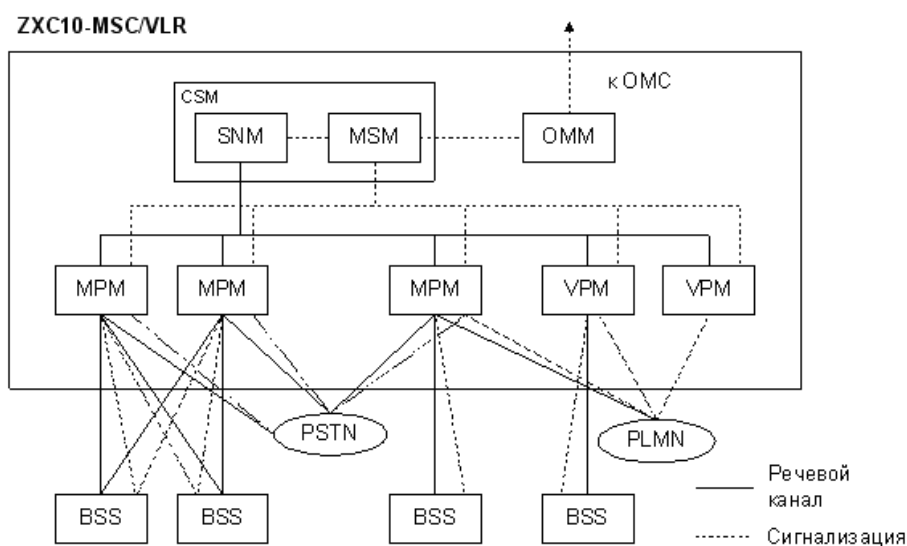 ZXC10-MSC/VLR
к ОМС
CSM
SNM
MSM
OMM
MPM
MPM
MPM
VPM
VPM
PSTN
PLMN
BSS
BSS
BSS
BSS
Речевой
канал
Сигнализация